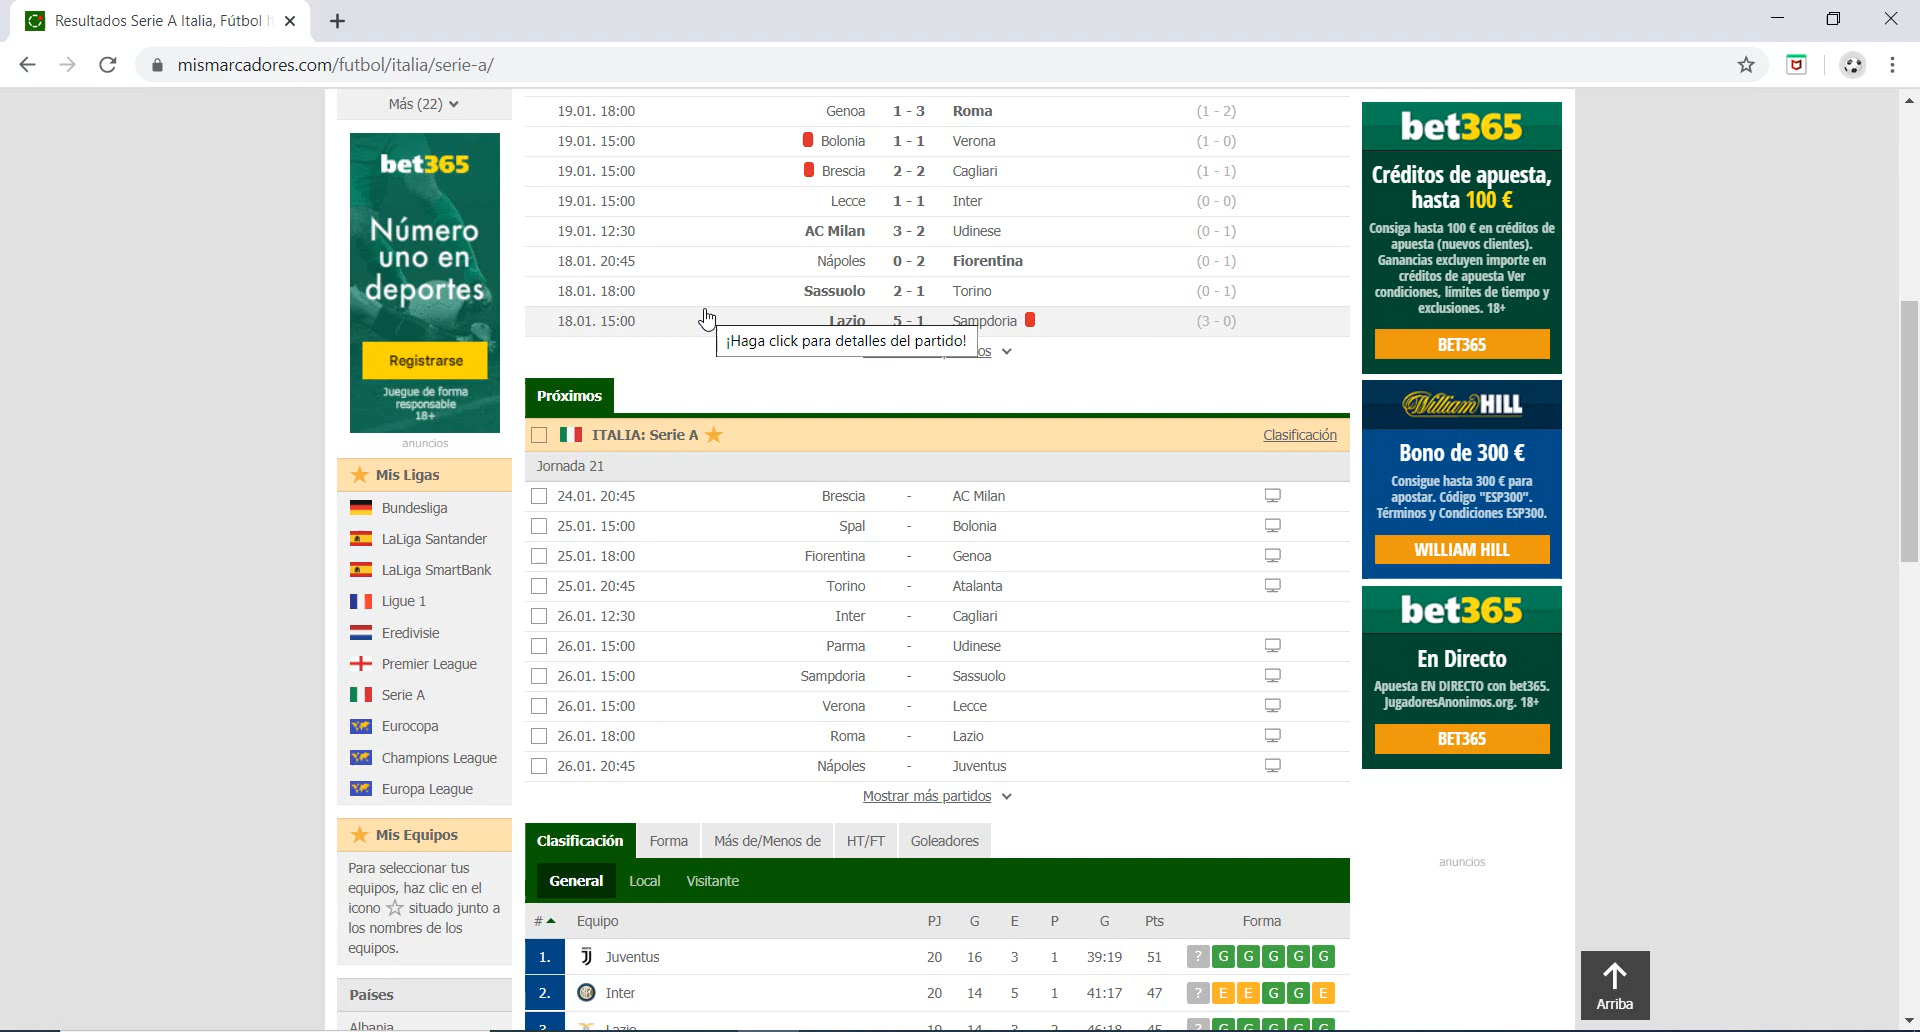 Resultados Serie A Italia, Fútbol
mismarcadores.com/futbol/italia/serie-a/
Más (22)
bet365
Número
uno en
deportes
Registrarse
Juegue de forma
responsable
18+
anuncios
Mis Ligas
Bundesliga
LaLiga Santander
LaLiga SmartBank
Ligue 1
Eredivisie
Premier League
Serie A
Eurocopa
Champions League
Europa League
Mis Equipos
Para seleccionar tus
equipos, haz clic en el
icono situado junto a
los nombres de los
equipos.
Países
Albania
19.01. 18:00 Genoa 1 - 3 Roma (1 - 2)
19.01. 15:00 Bolonia 1 - 1 Verona (1 - 0)
19.01. 15:00 Brescia 2 - 2 Cagliari (1 - 1)
19.01. 15:00 Lecce 1 - 1 Inter (0 - 0)
19.01. 12:30 AC Milan 3 - 2 Udinese (0 - 1)
18.01. 20:45 Nápoles 0 - 2 Fiorentina (0 - 1)
18.01. 18:00 Sassuolo 2 - 1 Torino (0 - 1)
18.01. 15:00 Lazio 5 - 1 Sampdoria (3 - 0)
¡Haga click para detalles del partido!
Próximos
ITALIA: Serie A Clasificación
Jornada 21
24.01. 20:45 Brescia - AC Milan
25.01. 15:00 Spal - Bolonia
25.01. 18:00 Fiorentina - Genoa
25.01. 20:45 Torino - Atalanta
26.01. 12:30 Inter - Cagliari
26.01. 15:00 Parma - Udinese
26.01. 15:00 Sampdoria - Sassuolo
26.01. 15:00 Verona - Lecce
26.01. 18:00 Roma - Lazio
26.01. 20:45 Nápoles - Juventus
Mostrar más partidos
Clasificación Forma Más de/Menos de HT/FT Goleadores
General Local Visitante
# Equipo PJ G E P G Pts Forma
1. Juventus 20 16 3 1 39:19 51 ? G G G G G
2. Inter 20 14 5 1 41:17 47 ? E E G G E
3. Lazio 19 14 3 2 46:18 45 ? G G G G G
bet365
Créditos de apuesta,
hasta 100 €
Consiga hasta 100 € en créditos de
apuesta (nuevos clientes).
Ganancias excluyen importe en
créditos de apuesta Ver
condiciones, límites de tiempo y
exclusiones. 18+
BET365
William HILL
Bono de 300 €
Consigue hasta 300 € para
apostar. Código "ESP300".
Términos y Condiciones ESP300.
WILLIAM HILL
bet365
En Directo
Apuesta EN DIRECTO con bet365.
JugadoresAnonimos.org. 18+
BET365
anuncios
Arriba